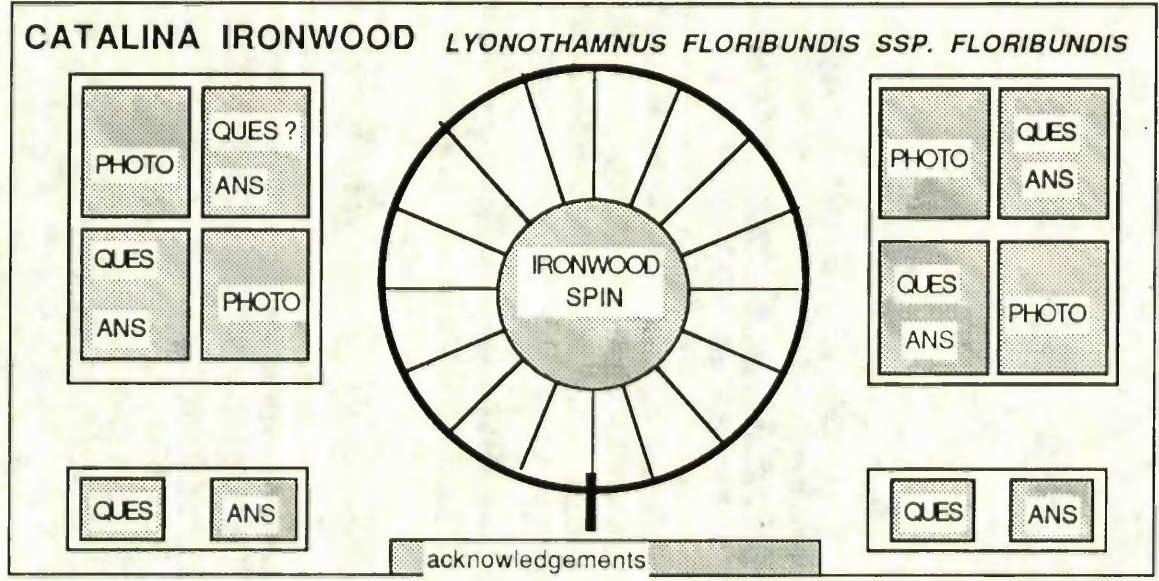 CATALINA IRONWOOD LYONOTHAMNUS FLORIBUNDIS SSP. FLORIBUNDIS
PHOTO
QUES ?
ANS
QUES
ANS
PHOTO
IRONWOOD
SPIN
PHOTO
QUES
ANS
QUES
ANS
PHOTO
QUES
ANS
QUES
ANS
acknowledgements